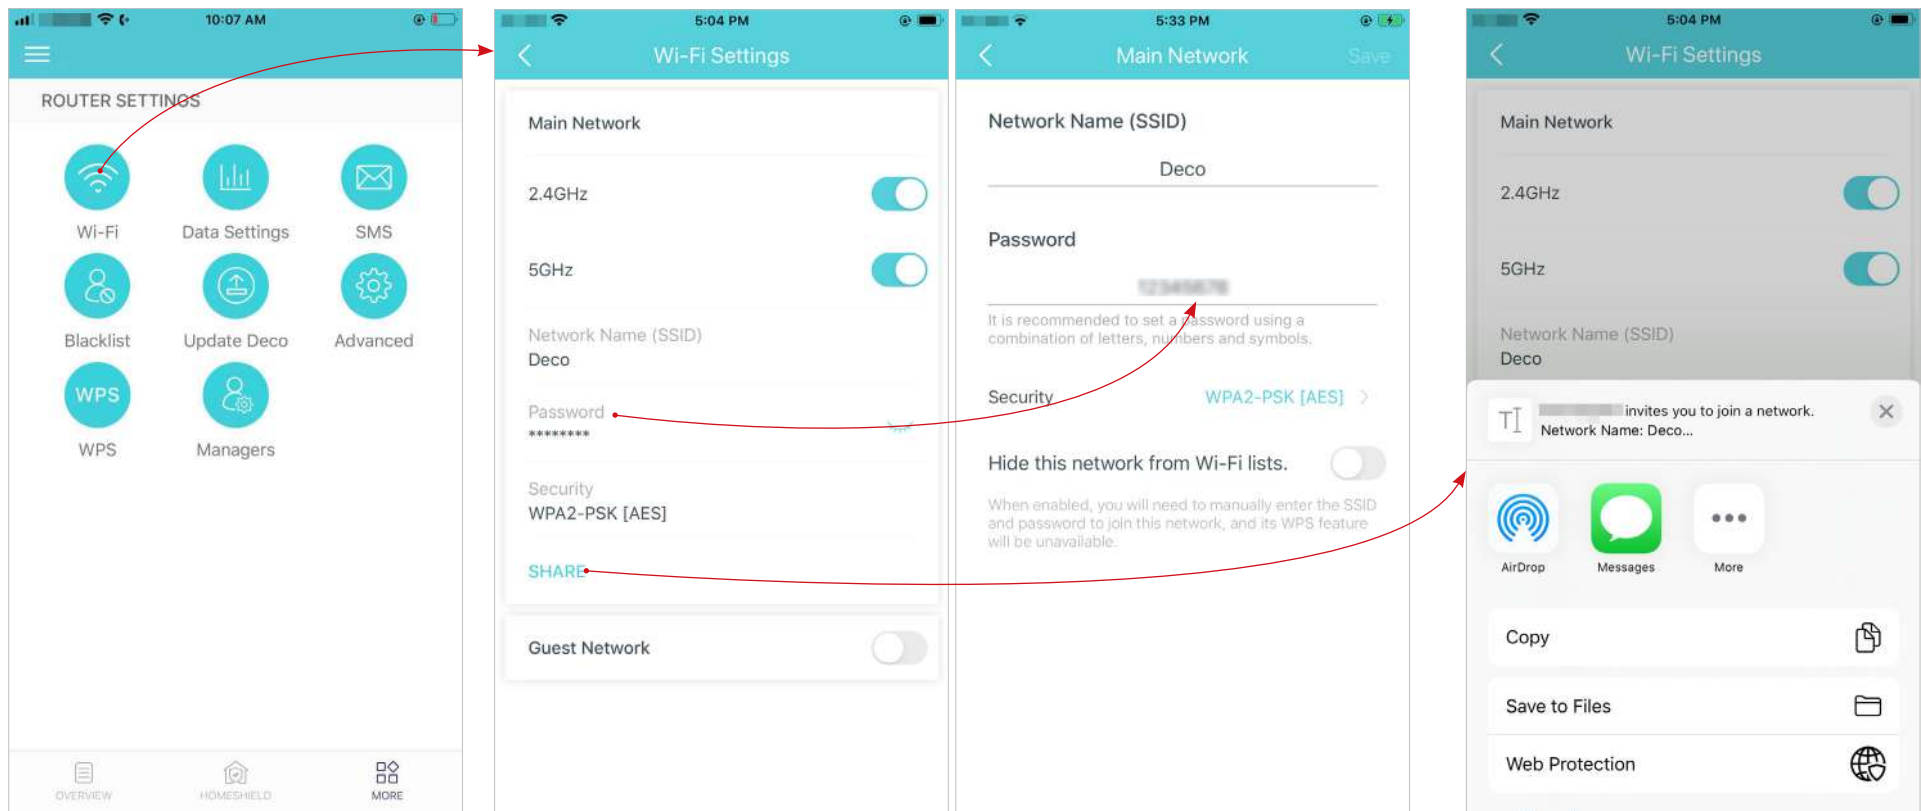 10:07 AM
ROUTER SETTINGS
Wi-Fi
Data Settings
SMS
Blacklist
Update Deco
Advanced
WPS
WPS
Managers
OVERVIEW
HOMESHIELD
MORE
5:04 PM
Wi-Fi Settings
Main Network
2.4GHz
5GHz
Network Name (SSID)
Deco
Password
********
Security
WPA2-PSK [AES]
SHARE
Guest Network
5:33 PM
Main Network
Save
Network Name (SSID)
Deco
Password
It is recommended to set a password using a
combination of letters, numbers and symbols.
Security
WPA2-PSK [AES]
Hide this network from Wi-Fi lists.
When enabled, you will need to manually enter the SSID
and password to join this network, and its WPS feature
will be unavailable.
5:04 PM
Wi-Fi Settings
Main Network
2.4GHz
5GHz
Network Name (SSID)
Deco
invites you to join a network.
Network Name: Deco...
AirDrop
Messages
More
Copy
Save to Files
Web Protection